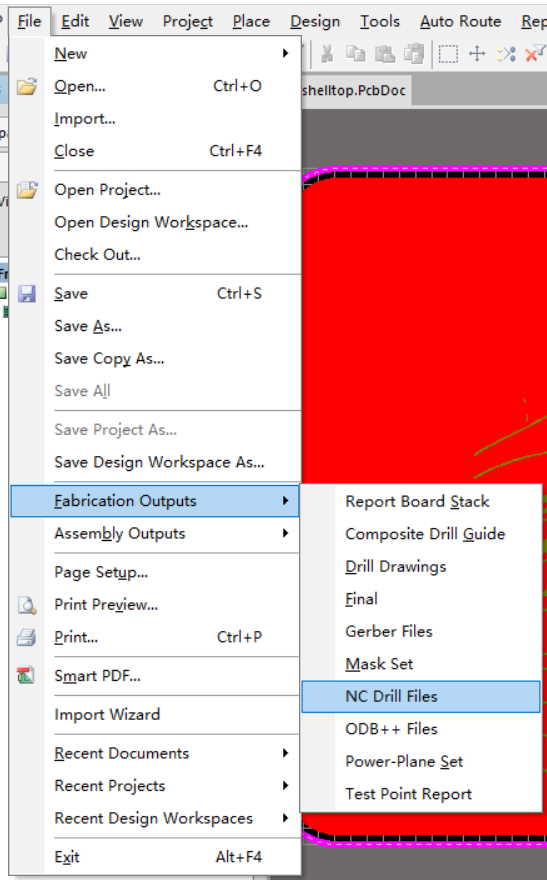 File Edit View Project Place Design Tools Auto Route Rep
New
shelltop.PcbDoc
Open... Ctrl+O
Import...
Close Ctrl+F4
Open Project...
Open Design Workspace...
Check Out...
Save Ctrl+S
Save As...
Save Copy As...
Save All
Save Project As...
Save Design Workspace As...
Fabrication Outputs
Assembly Outputs
Page Setup...
Print Preview...
Print... Ctrl+P
Smart PDF...
Import Wizard
Recent Documents
Recent Projects
Recent Design Workspaces
Exit Alt+F4
Report Board Stack
Composite Drill Guide
Drill Drawings
Final
Gerber Files
Mask Set
NC Drill Files
ODB++ Files
Power-Plane Set
Test Point Report